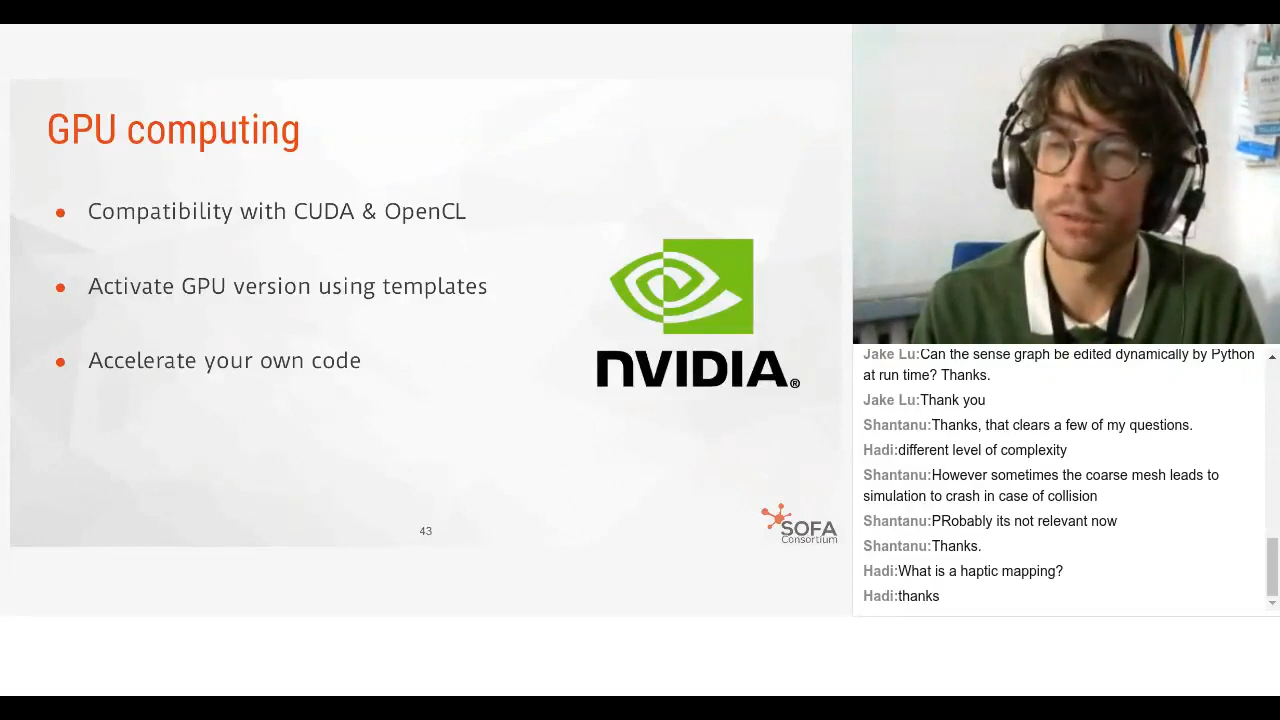 GPU computing
Compatibility with CUDA & OpenCL
Activate GPU version using templates
Accelerate your own code
NVIDIA®
43
SOFA
Consortium
Jake Lu:Can the sense graph be edited dynamically by Python
at run time? Thanks.
Jake Lu:Thank you
Shantanu:Thanks, that clears a few of my questions.
Hadi:different level of complexity
Shantanu:However sometimes the coarse mesh leads to
simulation to crash in case of collision
Shantanu:PRobably its not relevant now
Shantanu:Thanks.
Hadi:What is a haptic mapping?
Hadi:thanks